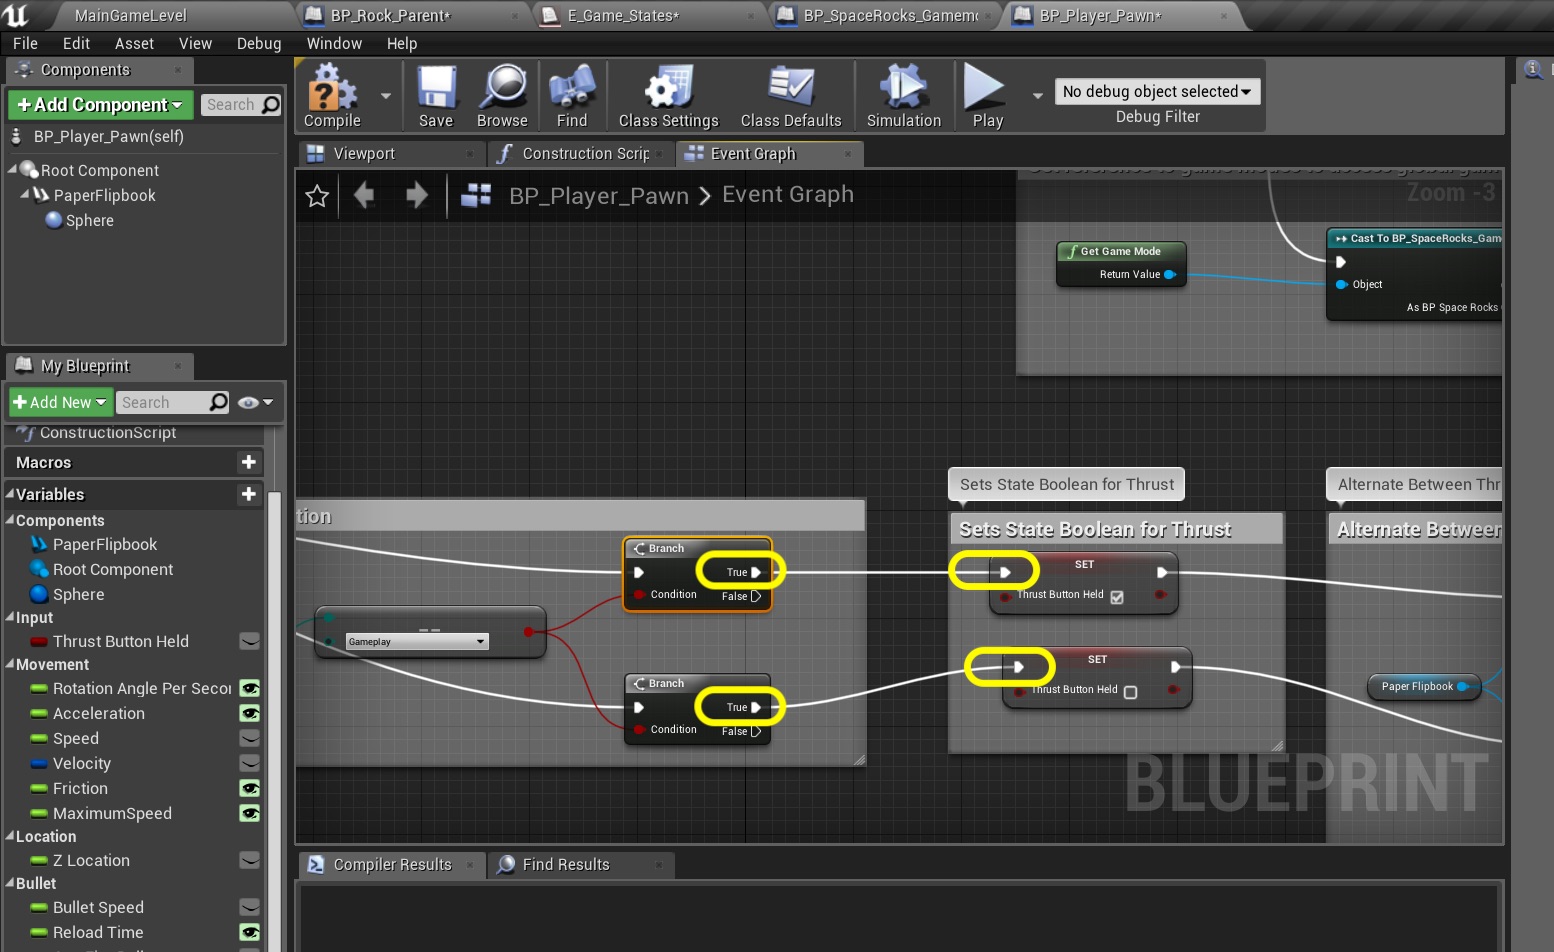 MainGameLevel
BP_Rock_Parent*
E_Game_States*
BP_SpaceRocks_Gamem
BP_Player_Pawn*
File Edit Asset View Debug Window Help
Components
+Add Component
Search
BP_Player_Pawn(self)
Root Component
PaperFlipbook
Sphere
Compile
Save
Browse
Find
Class Settings
Class Defaults
Simulation
Play
No debug object selected
Debug Filter
Viewport
Construction Scrip
Event Graph
BP_Player_Pawn > Event Graph
Zoom -3
Get Game Mode
Return Value
Cast To BP_SpaceRocks_Gam
Object
As BP Space Rocks
My Blueprint
+Add New
Search
ConstructionScript
Macros
Variables
Components
PaperFlipbook
Root Component
Sphere
Input
Thrust Button Held
Movement
Rotation Angle Per Secon
Acceleration
Speed
Velocity
Friction
MaximumSpeed
Location
Z Location
Bullet
Bullet Speed
Reload Time
tion
==
Gameplay
Branch
True
Condition
False
Branch
True
Condition
False
Sets State Boolean for Thrust
Sets State Boolean for Thrust
SET
Thrust Button Held
SET
Thrust Button Held
Alternate Between Thr
Alternate Between
Paper Flipbook
BLUEPRINT
Compiler Results
Find Results